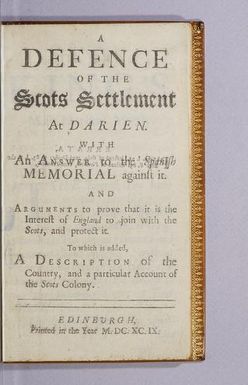 A
DEFENCE
OF THE
Scots Settlement
At DARIEN.
WITH
An ANSWER to the Spanish
MEMORIAL againſt it.
AND
ARGUMENTS to prove that it is the
Intereſt of England to join with the
Scots, and protect it.
To which is added,
A DESCRIPTION of the
Country, and a particular Account of
the Scots Colony.
EDINBURGH,
Printed in the Year M.DC.XC.IX.